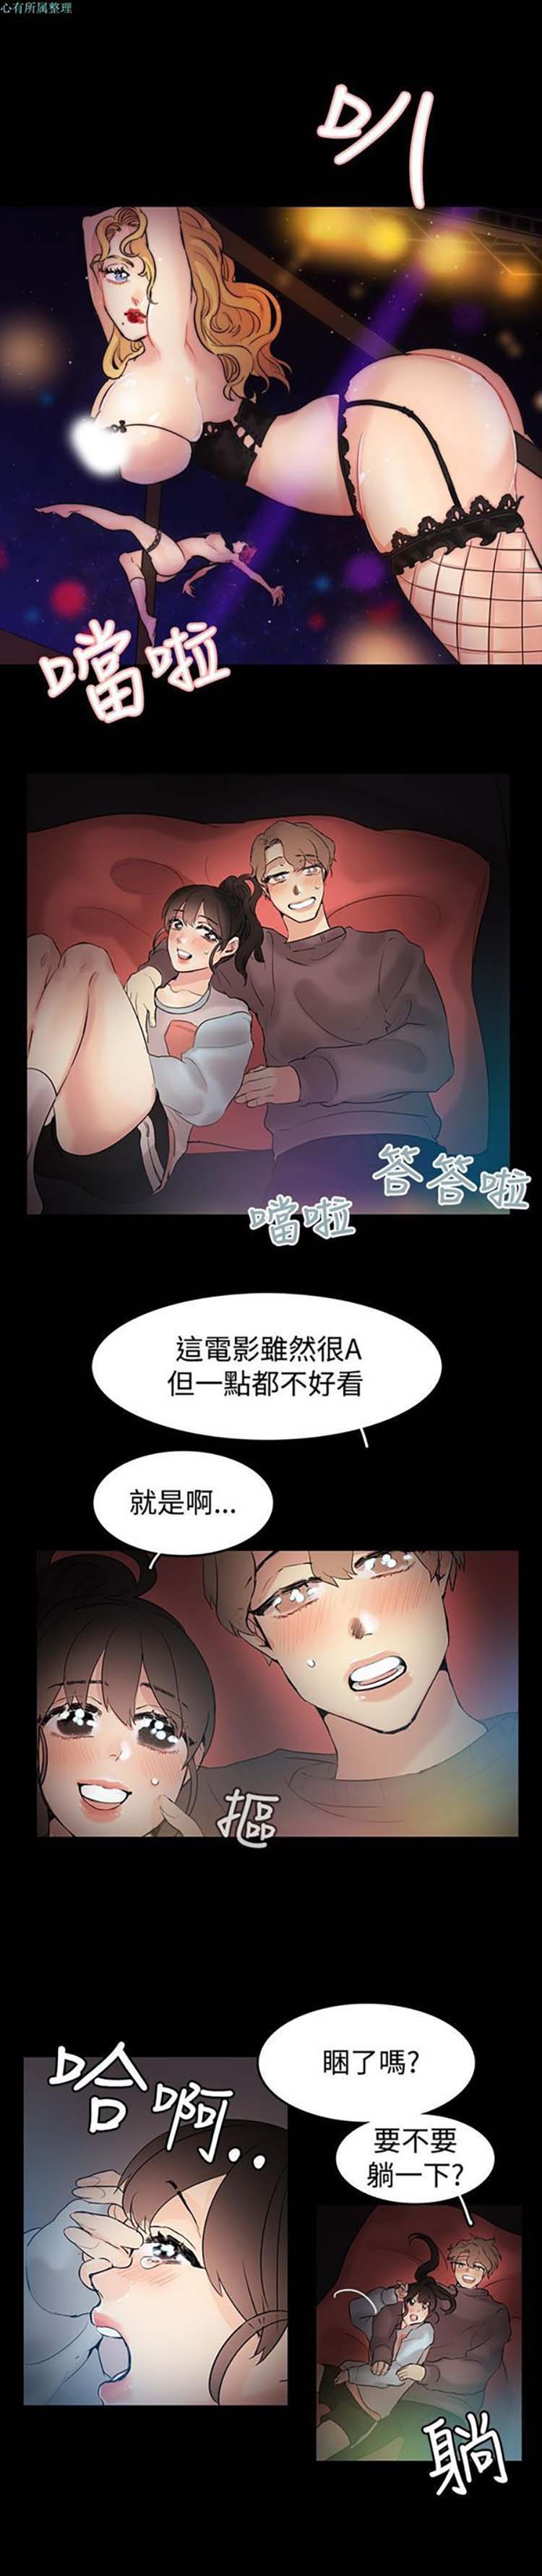 心有所属整理
叭
噹啦
答答啦
噹啦
這電影雖然很A
但一點都不好看
就是啊...
摳
睏了嗎?
哈啊..
要不要
躺一下?
躺